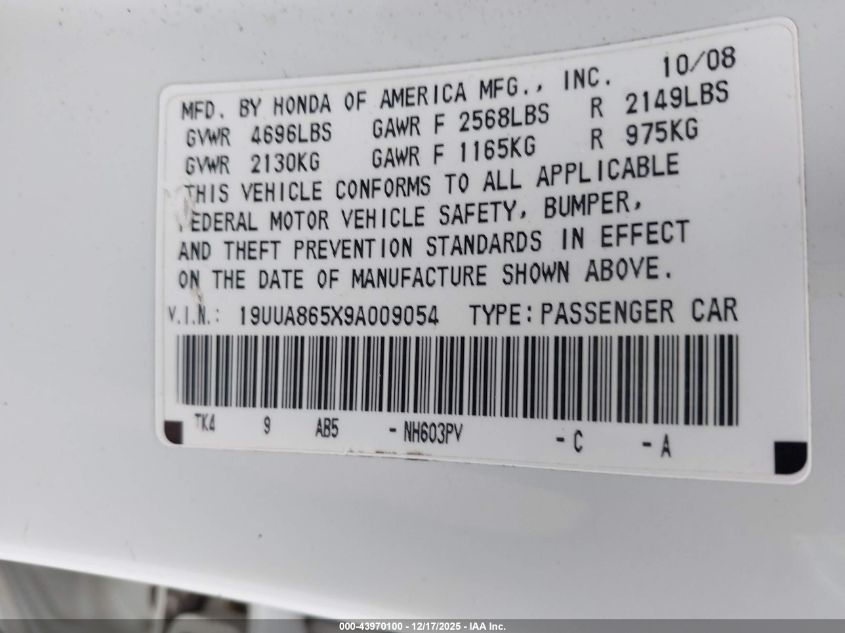 MFD. BY HONDA OF AMERICA MFG., INC. 10/08
GVWR 4696LBS GAWR F 2568LBS R 2149LBS
GVWR 2130KG GAWR F 1165KG R 975KG
THIS VEHICLE CONFORMS TO ALL APPLICABLE
FEDERAL MOTOR VEHICLE SAFETY, BUMPER,
AND THEFT PREVENTION STANDARDS IN EFFECT
ON THE DATE OF MANUFACTURE SHOWN ABOVE.
V.I.N.: 19UUA865X9A009054 TYPE:PASSENGER CAR
TK4 9 AB5 -NH603PV -C -A
000-43970100 - 12/17/2025 - IAA Inc.